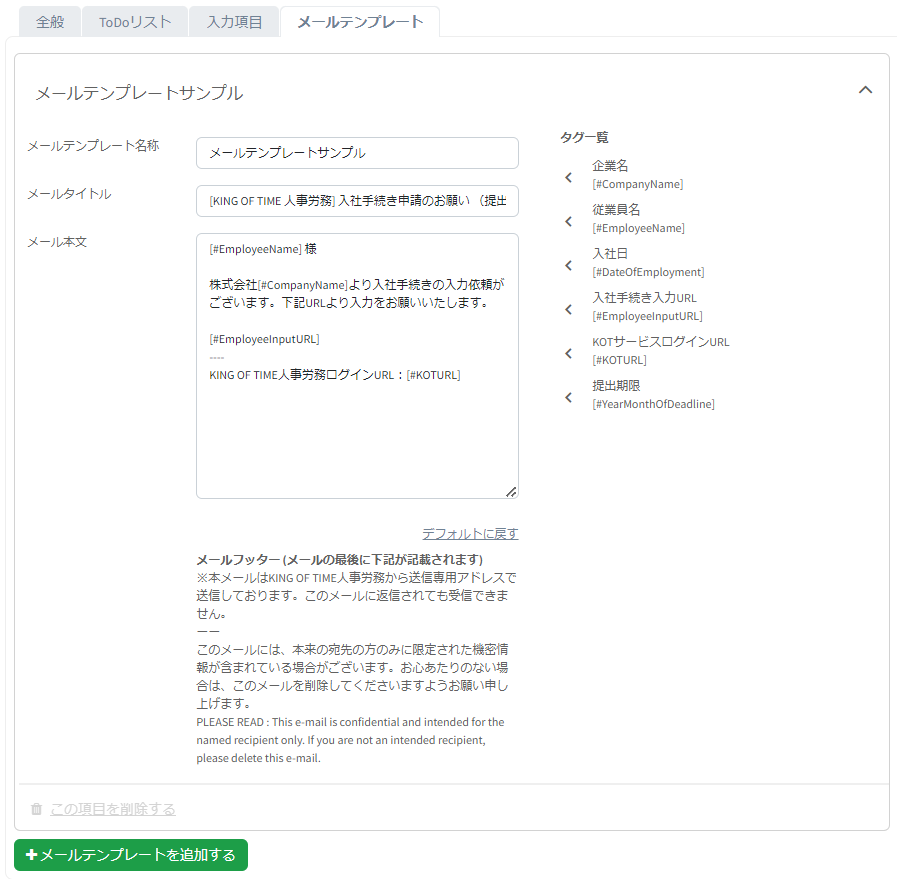 全般
ToDoリスト
入力項目
メールテンプレート
メールテンプレートサンプル
メールテンプレート名称
メールテンプレートサンプル
メールタイトル
[KING OF TIME 人事労務] 入社手続き申請のお願い （提出
メール本文
[#EmployeeName] 様
株式会社[#CompanyName]より入社手続きの入力依頼が
ございます。下記URLより入力をお願いいたします。
[#EmployeeInputURL]
----
KING OF TIME人事労務ログインURL：[#KOTURL]
デフォルトに戻す
メールフッター (メールの最後に下記が記載されます)
※本メールはKING OF TIME人事労務から送信専用アドレスで
送信しております。このメールに返信されても受信できま
せん。
ーー
このメールには、本来の宛先の方のみに限定された機密情
報が含まれている場合がございます。お心あたりのない場
合は、このメールを削除してくださいますようお願い申し
上げます。
PLEASE READ : This e-mail is confidential and intended for the
named recipient only. If you are not an intended recipient,
please delete this e-mail.
タグ一覧
企業名
[#CompanyName]
従業員名
[#EmployeeName]
入社日
[#DateOfEmployment]
入社手続き入力URL
[#EmployeeInputURL]
KOTサービスログインURL
[#KOTURL]
提出期限
[#YearMonthOfDeadline]
この項目を削除する
+メールテンプレートを追加する